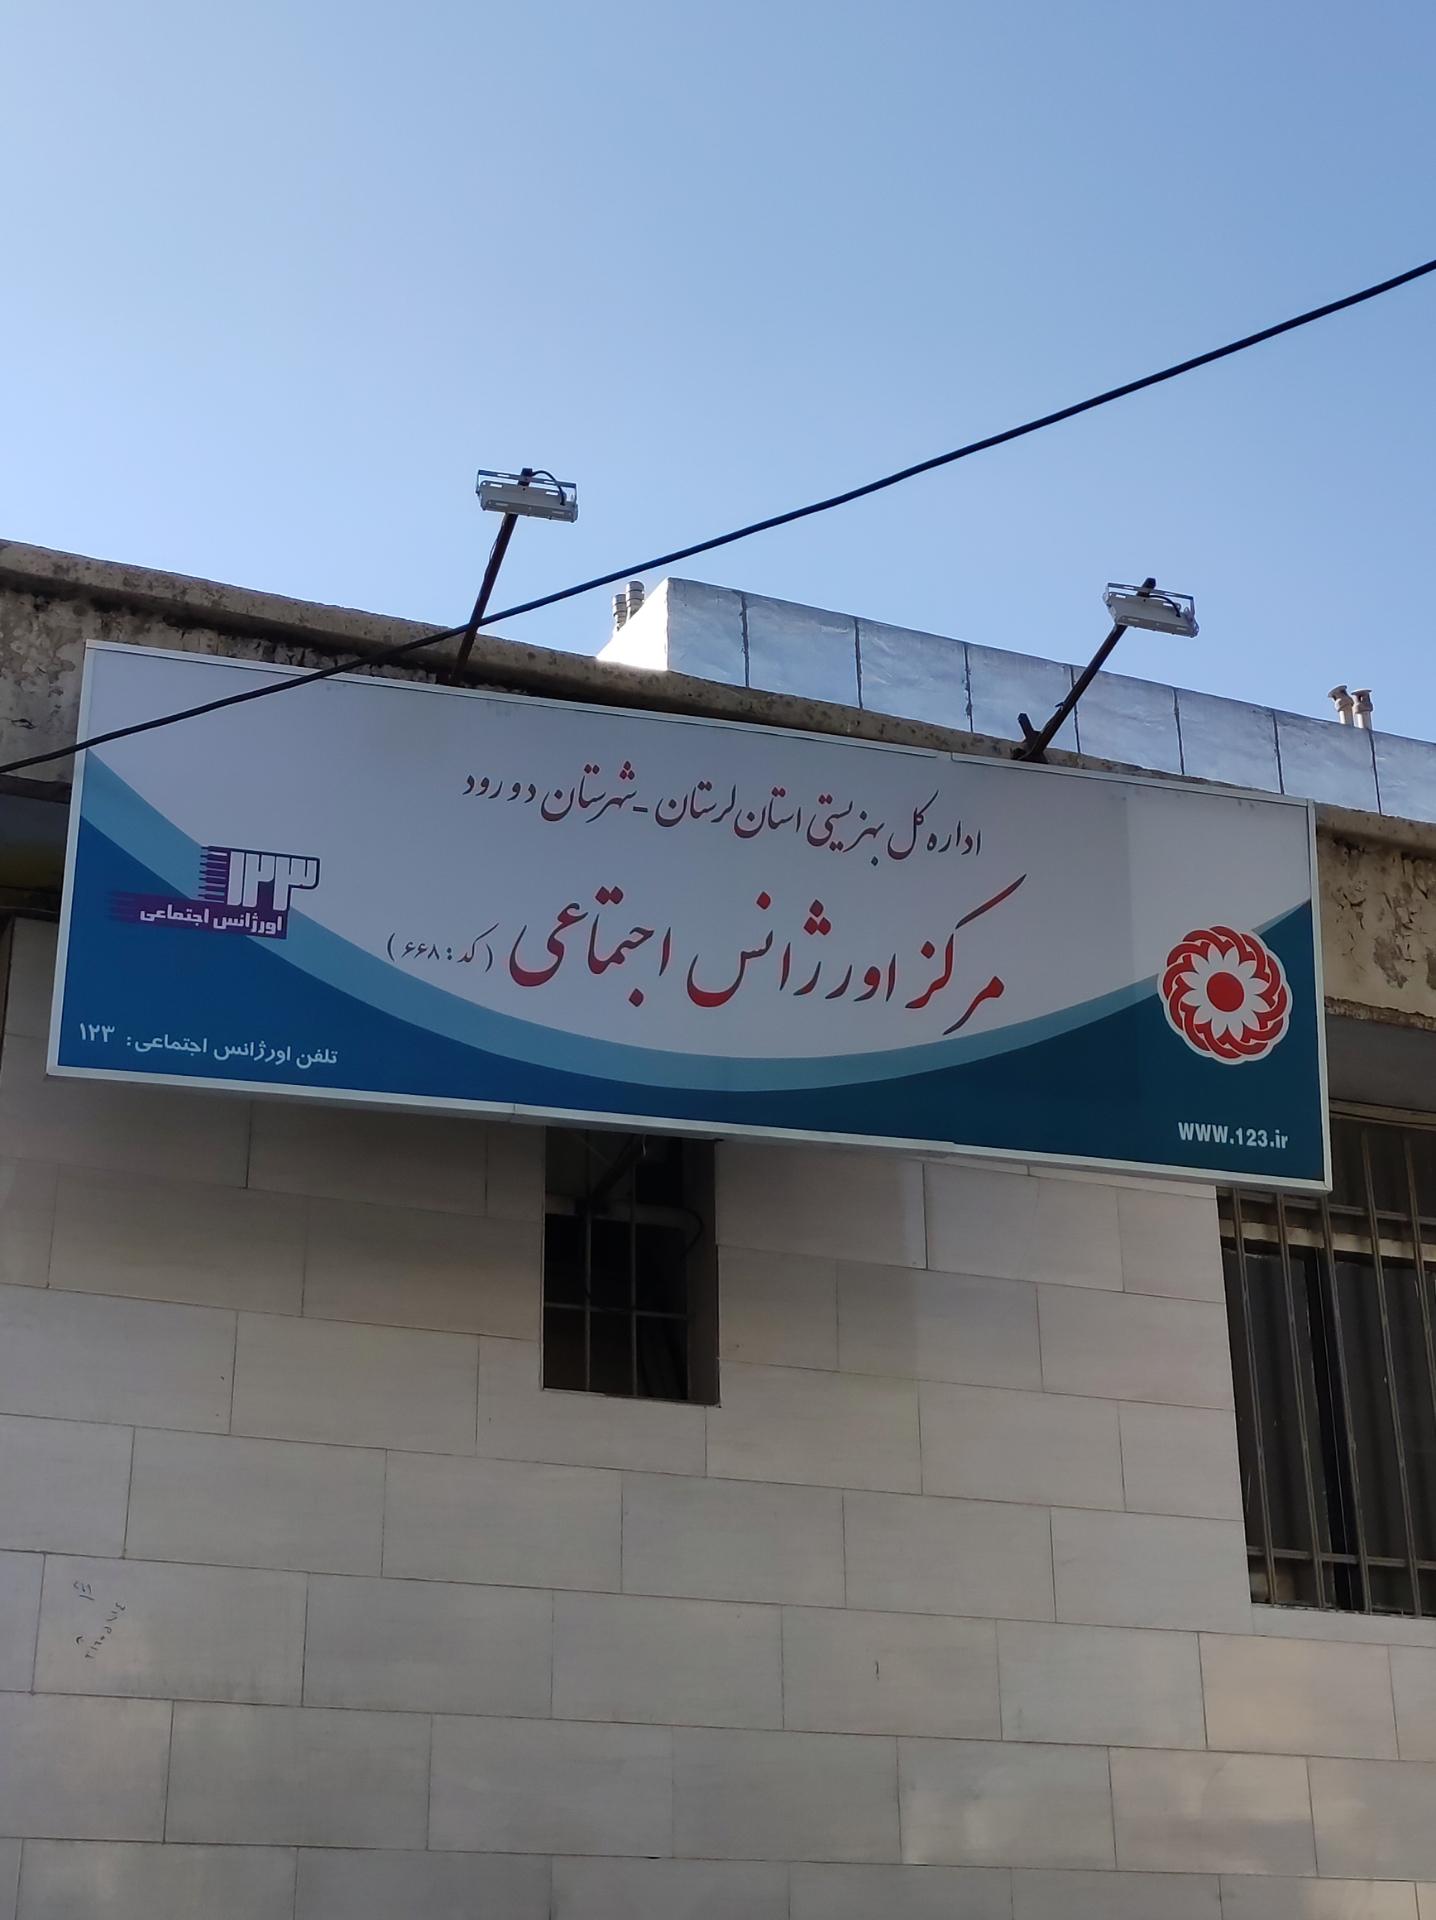 اداره کل بهزیستی استان لرستان - شهرستان دورود
مرکز اورژانس اجتماعی (کد: ۶۶۸)
۱۲۳
اورژانس اجتماعی
تلفن اورژانس اجتماعی: ۱۲۳
WWW.123.ir